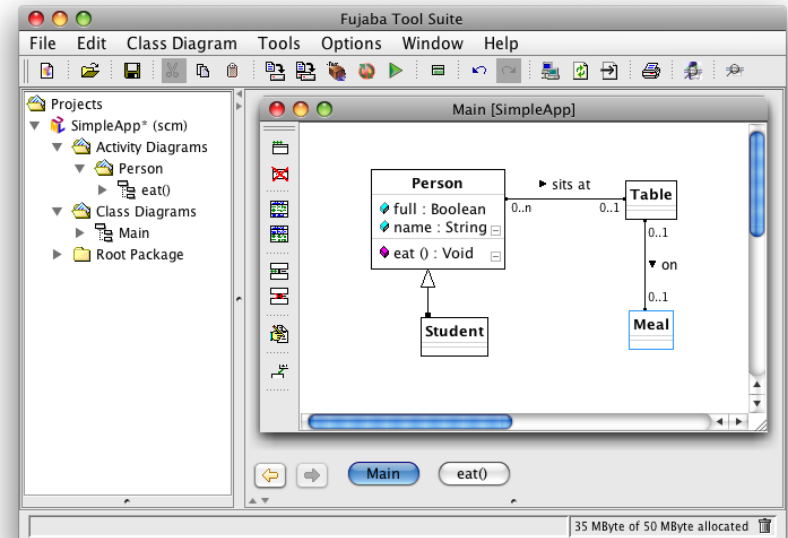 Fujaba Tool Suite
File Edit Class Diagram Tools Options Window Help
Projects
SimpleApp* (scm)
Activity Diagrams
Person
eat()
Class Diagrams
Main
Root Package
Main [SimpleApp]
Person
full : Boolean
name : String
eat () : Void
sits at
0..n
0..1
Table
0..1
on
0..1
Meal
Student
Main
eat()
35 MByte of 50 MByte allocated